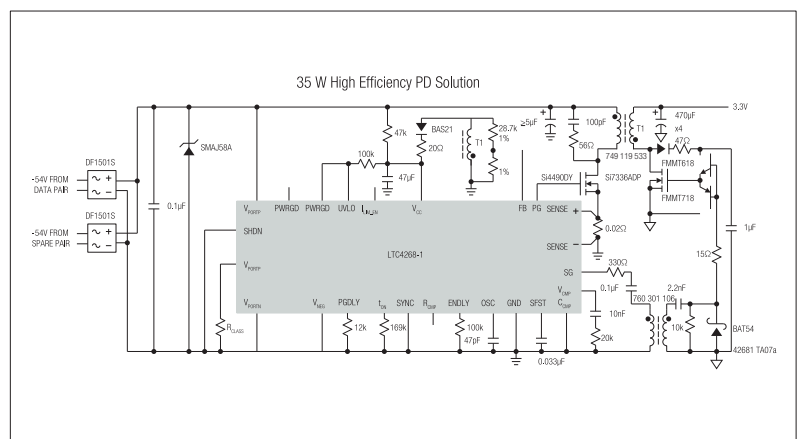 35 W High Efficiency PD Solution
3.3V
DF1501S
SMAJ58A
47k
BAS21
20Ω
T1
28.7k
1%
1%
≥5µF
100pF
56Ω
749 119 533
T1
470µF
x4
47Ω
FMMT618
FMMT718
-54V FROM
DATA PAIR
DF1501S
-54V FROM
SPARE PAIR
0.1µF
100k
47µF
Si4490DY
Si7336ADP
1µF
VPORTP
PWRGD
PWRGD
UVLO
ILIM_EN
VCC
FB
PG
SENSE +
SENSE −
0.02Ω
SHDN
LTC4268-1
VPORTP
SG
330Ω
0.1µF
15Ω
VCMP
760 301 106
2.2nF
VPORTN
VNEG
PGDLY
tON
SYNC
RCMP
ENDLY
OSC
GND
SFST
CCMP
10nF
RCLASS
12k
169k
100k
47pF
0.033µF
20k
10k
BAT54
42681 TA07a